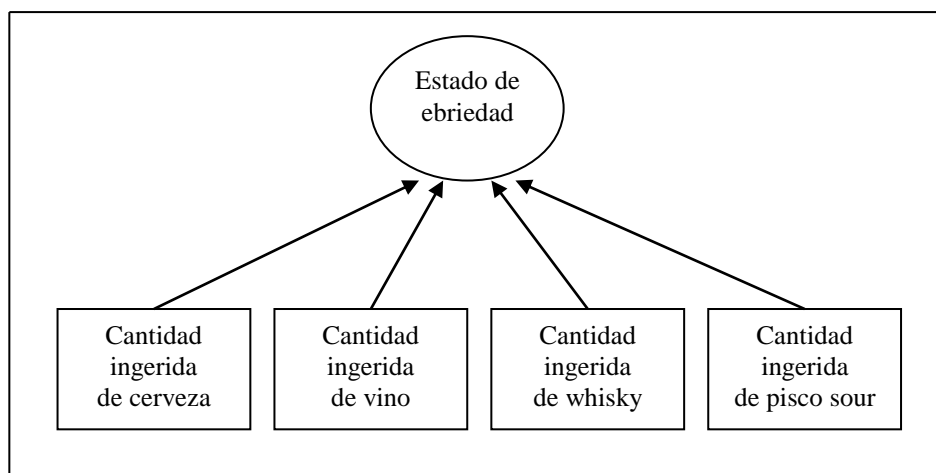 Estado de
ebriedad
Cantidad
ingerida
de cerveza
Cantidad
ingerida
de vino
Cantidad
ingerida
de whisky
Cantidad
ingerida
de pisco sour